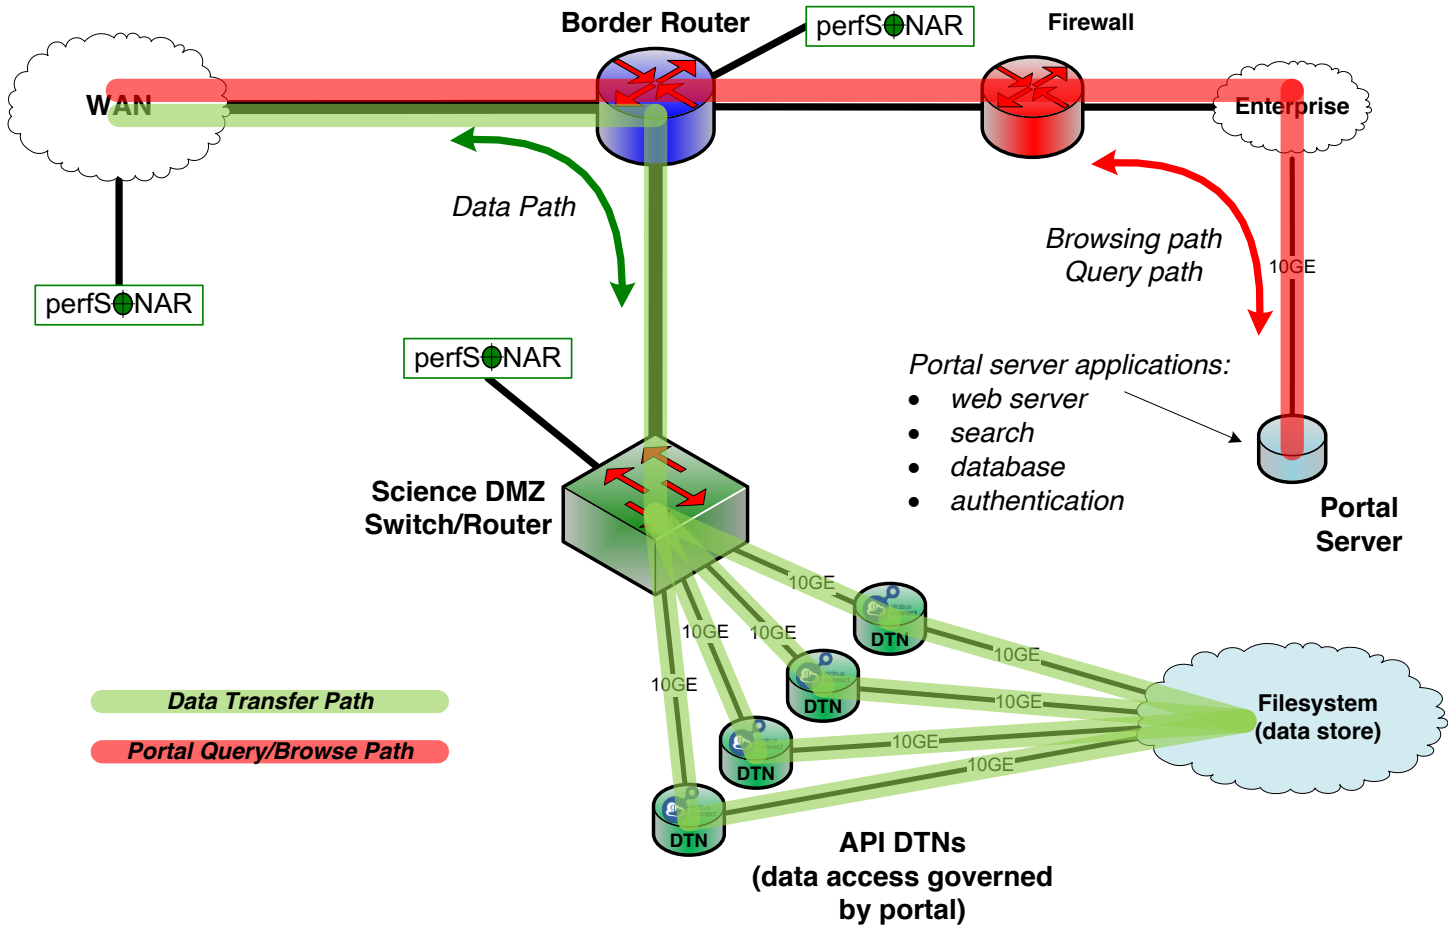 Border Router
perfSONAR
Firewall
WAN
Enterprise
Data Path
Browsing path
Query path
10GE
perfSONAR
perfSONAR
Portal server applications:
• web server
• search
• database
• authentication
Science DMZ
Switch/Router
Portal
Server
10GE
10GE
10GE
10GE
DTN
DTN
DTN
DTN
10GE
10GE
10GE
10GE
Filesystem
(data store)
Data Transfer Path
Portal Query/Browse Path
API DTNs
(data access governed
by portal)